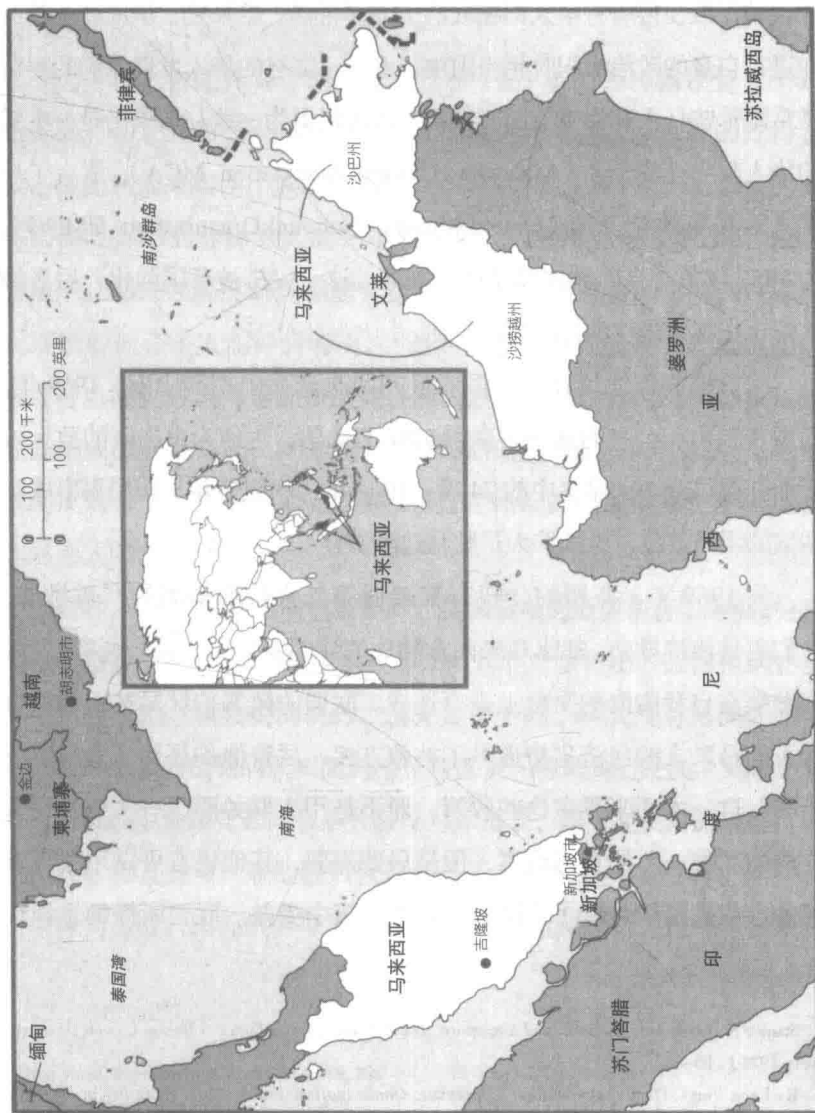 缅甸
泰国湾
柬埔寨
金边
越南
胡志明市
0 100 200 千米
0 100 200 英里
南海
南沙群岛
菲律宾
马来西亚
吉隆坡
新加坡市
新加坡
苏门答腊
印
度
尼
西
亚
马来西亚
马来西亚
文莱
沙巴州
沙捞越州
婆罗洲
苏拉威西岛